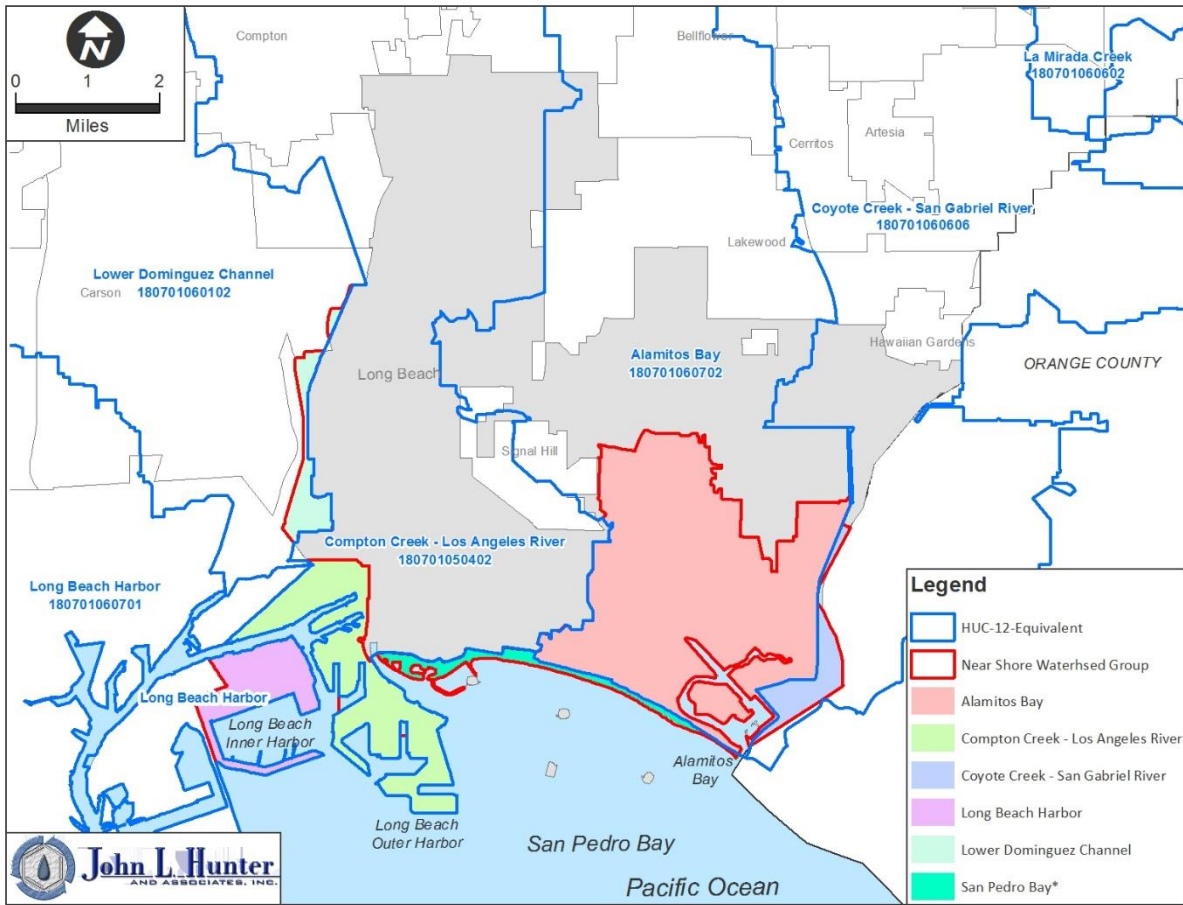 N
0 1 2
Miles
Compton
Bellflower
La Mirada Creek
180701060602
Artesia
Cerritos
Coyote Creek - San Gabriel River
180701060606
Lakewood
Lower Dominguez Channel
Carson
180701060102
Hawaiian Gardens
Alamitos Bay
180701060702
ORANGE COUNTY
Long Beach
Signal Hill
Compton Creek - Los Angeles River
180701050402
Long Beach Harbor
180701060701
Long Beach Harbor
Long Beach
Inner Harbor
Alamitos
Bay
Long Beach
Outer Harbor
San Pedro Bay
Pacific Ocean
Legend
HUC-12-Equivalent
Near Shore Waterhsed Group
Alamitos Bay
Compton Creek - Los Angeles River
Coyote Creek - San Gabriel River
Long Beach Harbor
Lower Dominguez Channel
San Pedro Bay*
John L. Hunter
AND ASSOCIATES, INC.